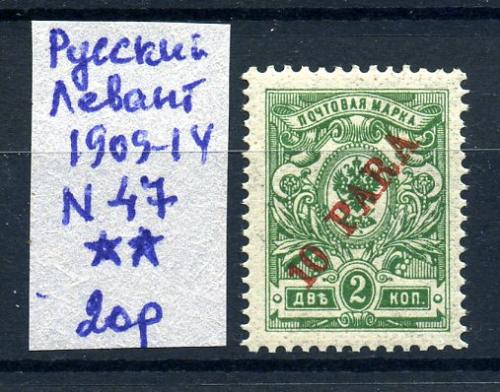 Русский
Левант
1909-14
N 47
**
20р
ПОЧТОВАЯ МАРКА
10 PARA
ДВѢ 2 КОП.